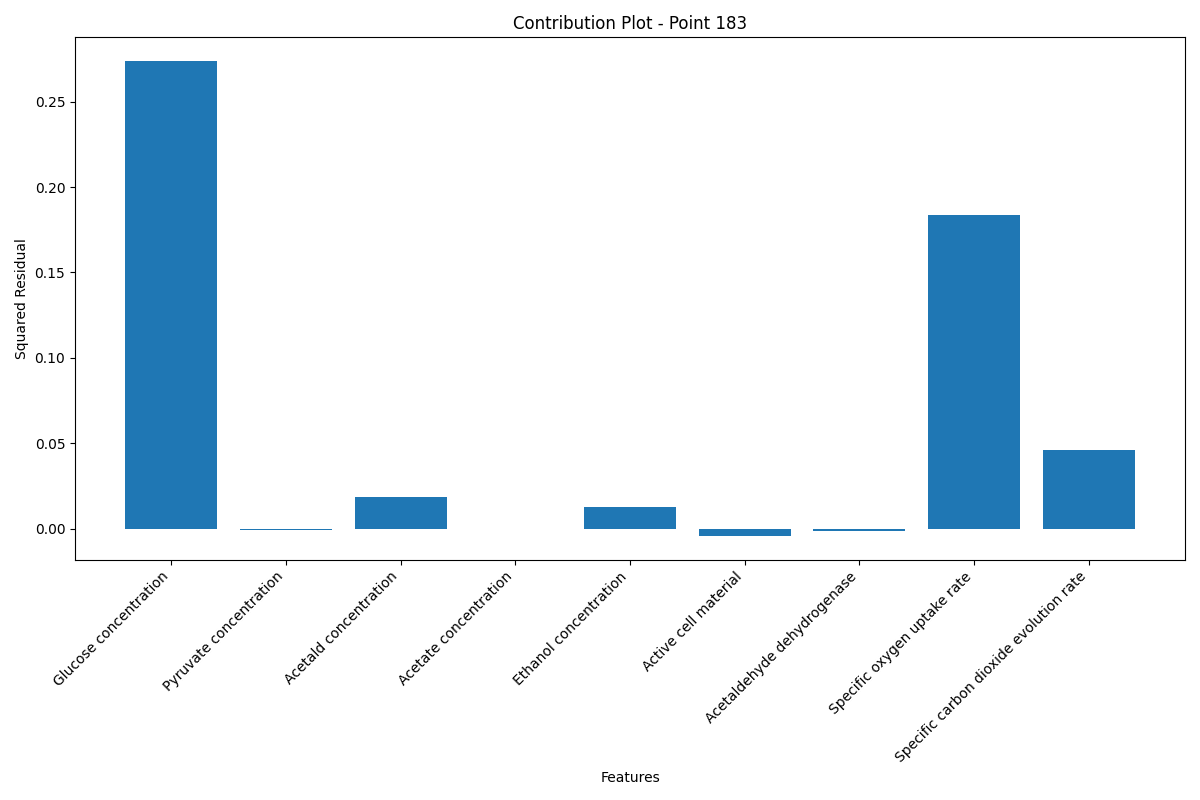 Contribution Plot - Point 183
Squared Residual
0.25
0.20
0.15
0.10
0.05
0.00
Glucose concentration
Pyruvate concentration
Acetald concentration
Acetate concentration
Ethanol concentration
Active cell material
Acetaldehyde dehydrogenase
Specific oxygen uptake rate
Specific carbon dioxide evolution rate
Features